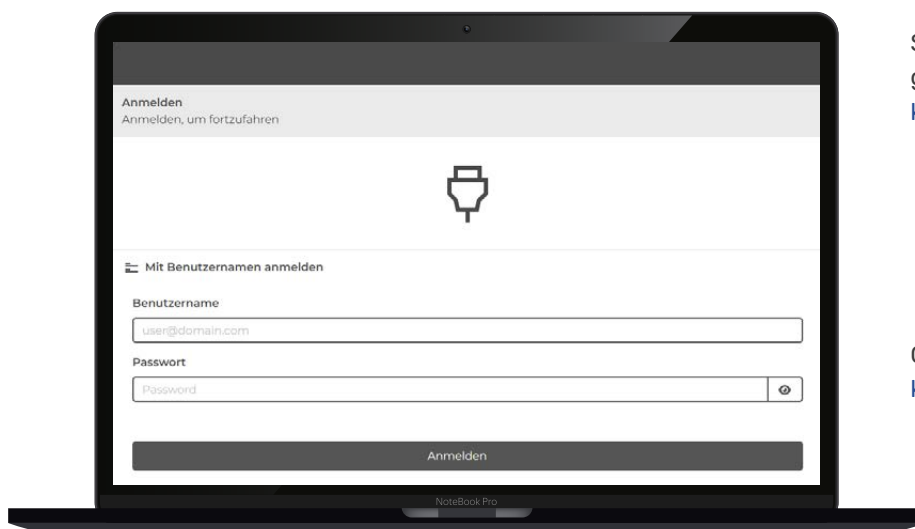 Anmelden
Anmelden, um fortzufahren
Mit Benutzernamen anmelden
Benutzername
user@domain.com
Passwort
Password
Anmelden
NoteBook Pro